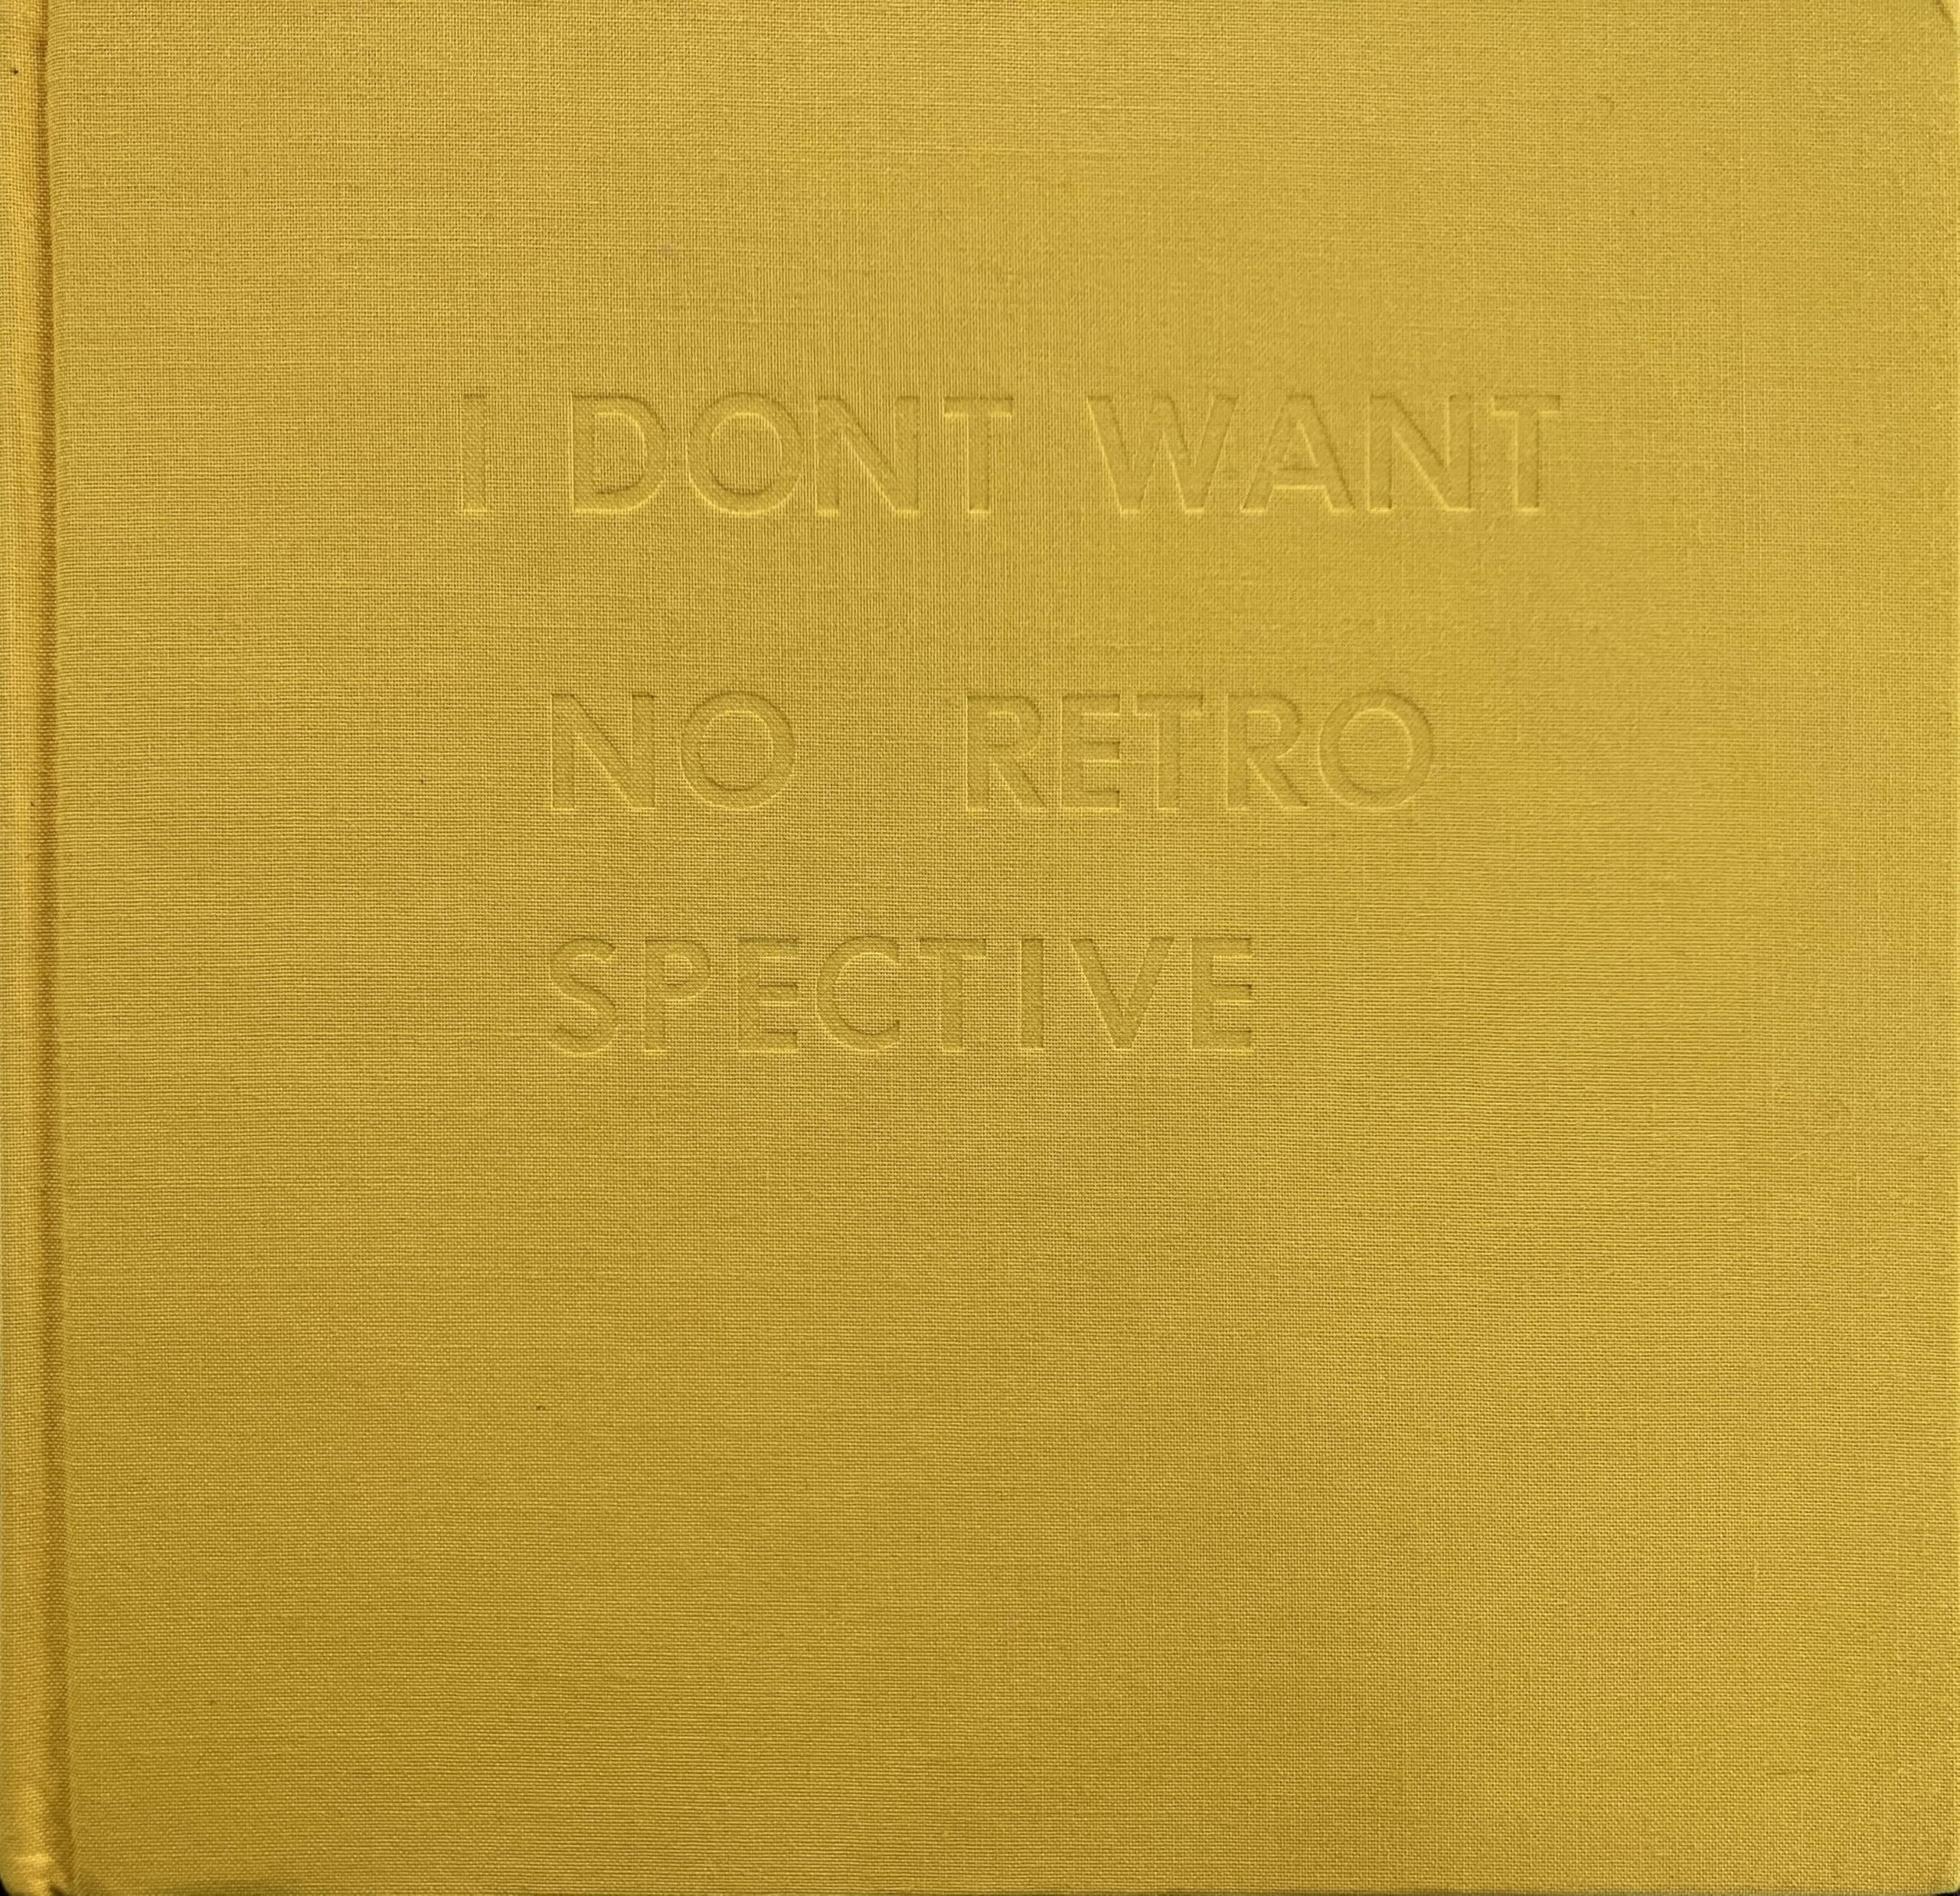 I DONT WANT
NO RETRO
SPECTIVE